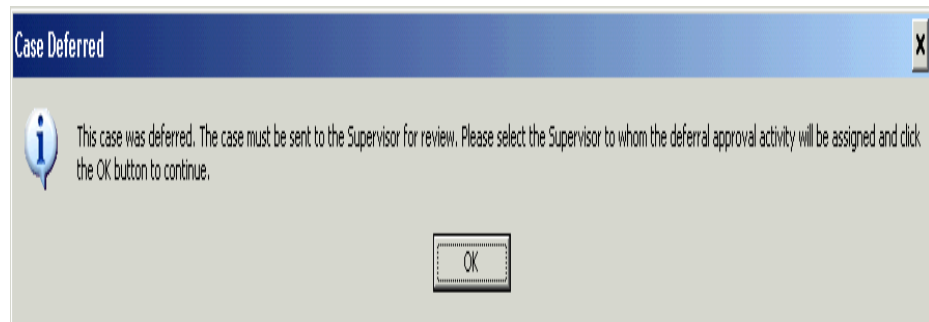 Case Deferred
This case was deferred. The case must be sent to the Supervisor for review. Please select the Supervisor to whom the deferral approval activity will be assigned and click
the OK button to continue.
OK